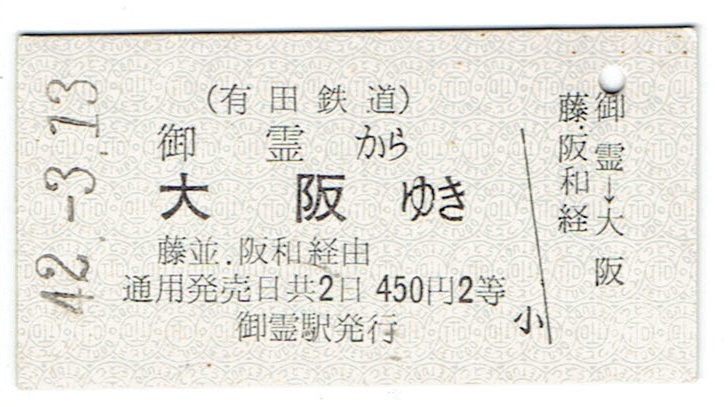 42.-3.13
(有田鉄道)
御霊から
大阪ゆき
藤並.阪和経由
通用発売日共2日 450円2等
御霊駅発行
小
御霊→大阪
藤.阪和経